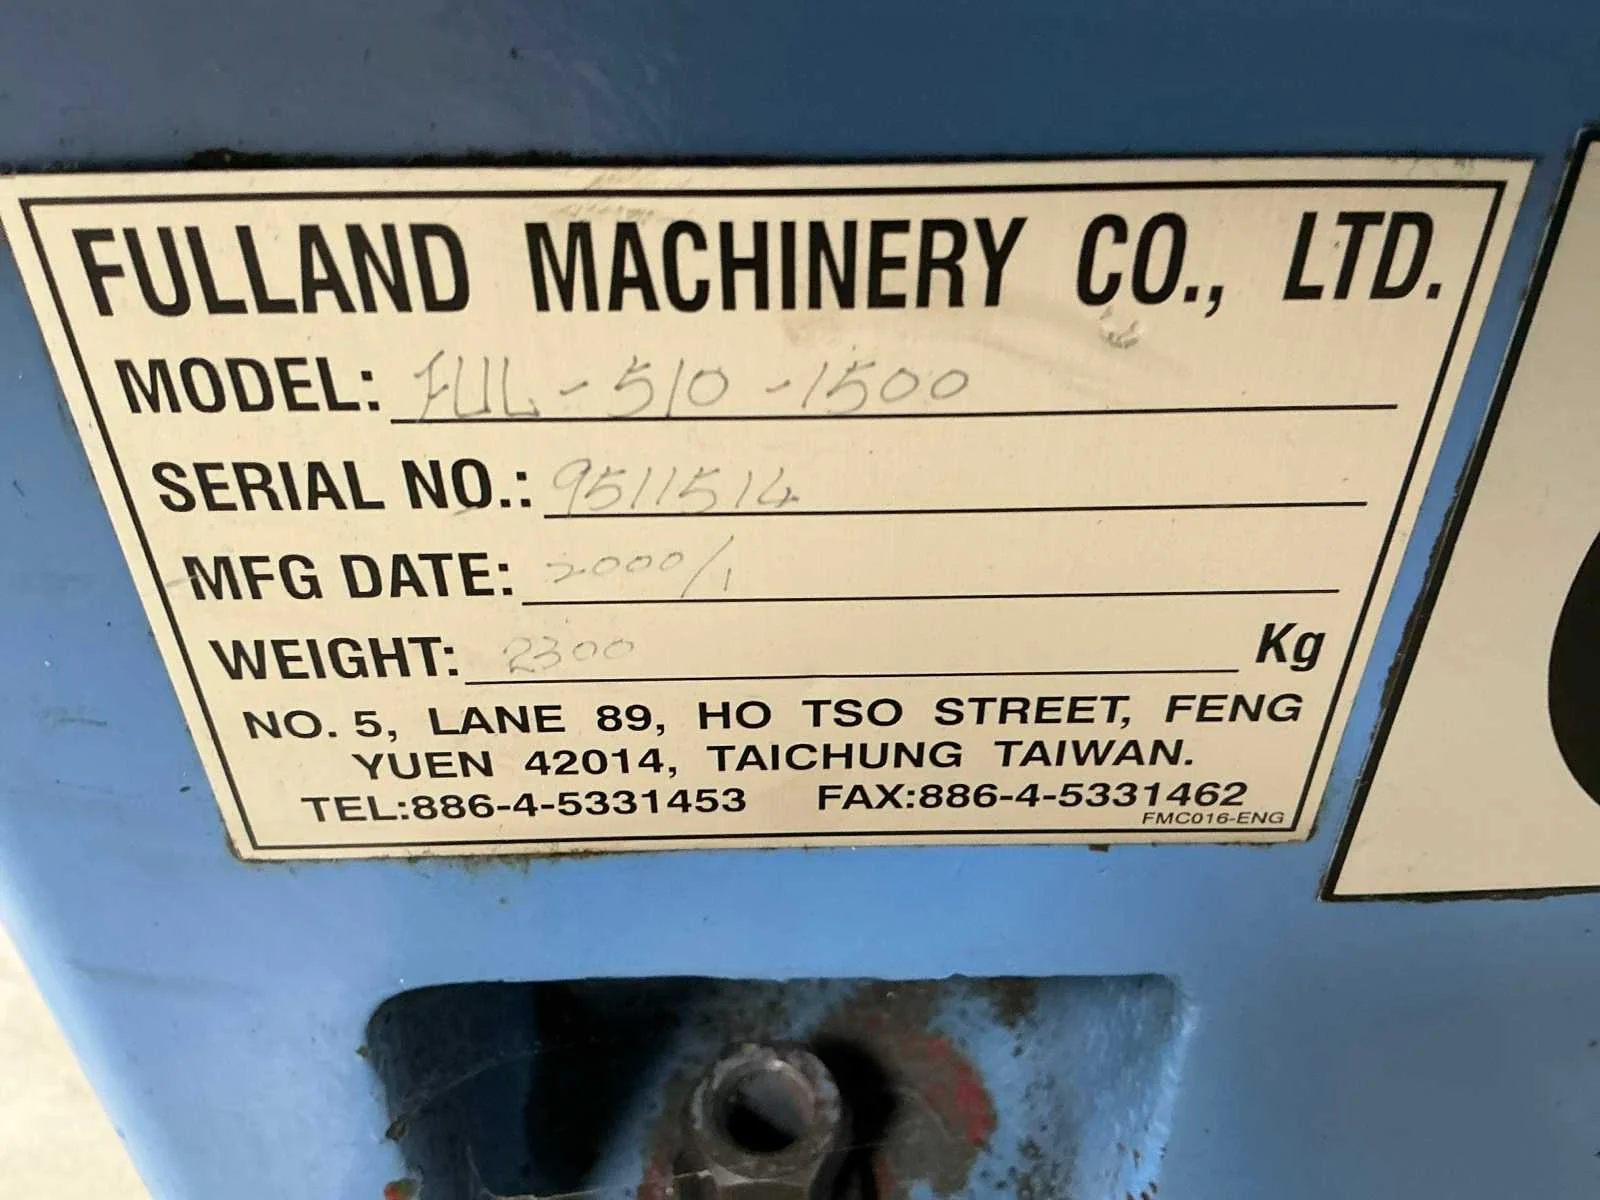 FULLAND MACHINERY CO., LTD.
MODEL: FUL-510-1500
SERIAL NO.: 9511514
MFG DATE: 2000/1
WEIGHT: 2300 Kg
NO. 5, LANE 89, HO TSO STREET, FENG
YUEN 42014, TAICHUNG TAIWAN.
TEL:886-4-5331453 FAX:886-4-5331462
FMC016-ENG